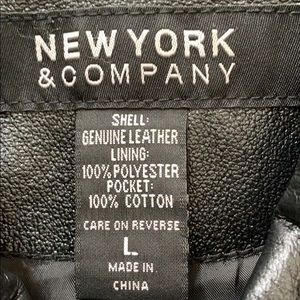 NEW YORK
& COMPANY
SHELL:
GENUINE LEATHER
LINING:
100% POLYESTER
POCKET:
100% COTTON
CARE ON REVERSE
L
MADE IN
CHINA